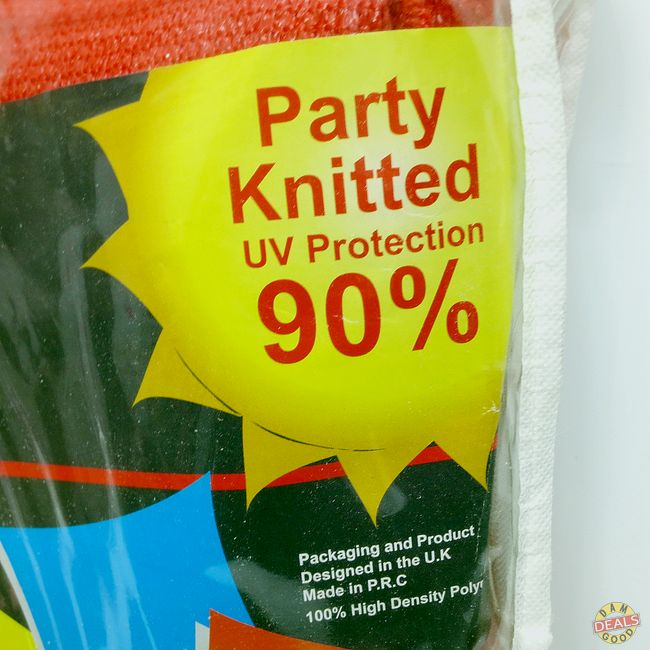 Party
Knitted
UV Protection
90%
Packaging and Product
Designed in the U.K
Made in P.R.C
100% High Density
DAM
DEALS
GOOD